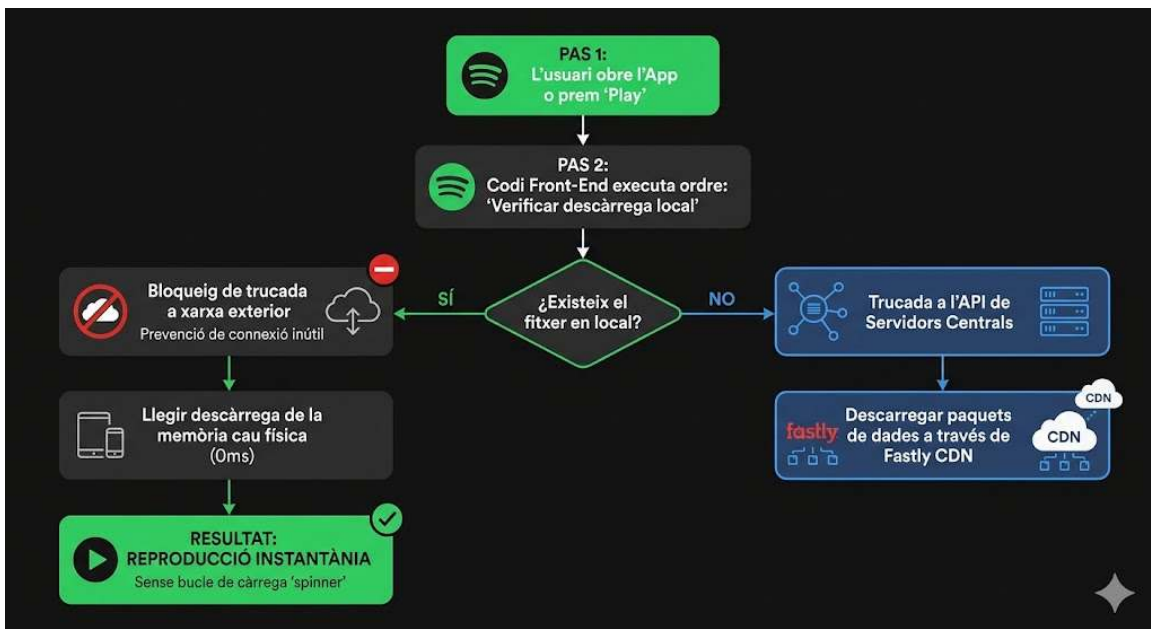 PAS 1:
L'usuari obre l'App
o prem 'Play'
PAS 2:
Codi Front-End executa ordre:
'Verificar descàrrega local'
¿Existeix el
fitxer en local?
SÍ
NO
Bloqueig de trucada
a xarxa exterior
Prevenció de connexió inútil
Llegir descàrrega de la
memòria cau física
(0ms)
RESULTAT:
REPRODUCCIÓ INSTANTÀNIA
Sense bucle de càrrega 'spinner'
Trucada a l'API de
Servidors Centrals
fastly
Descarregar paquets
de dades a través de
Fastly CDN
CDN
CDN